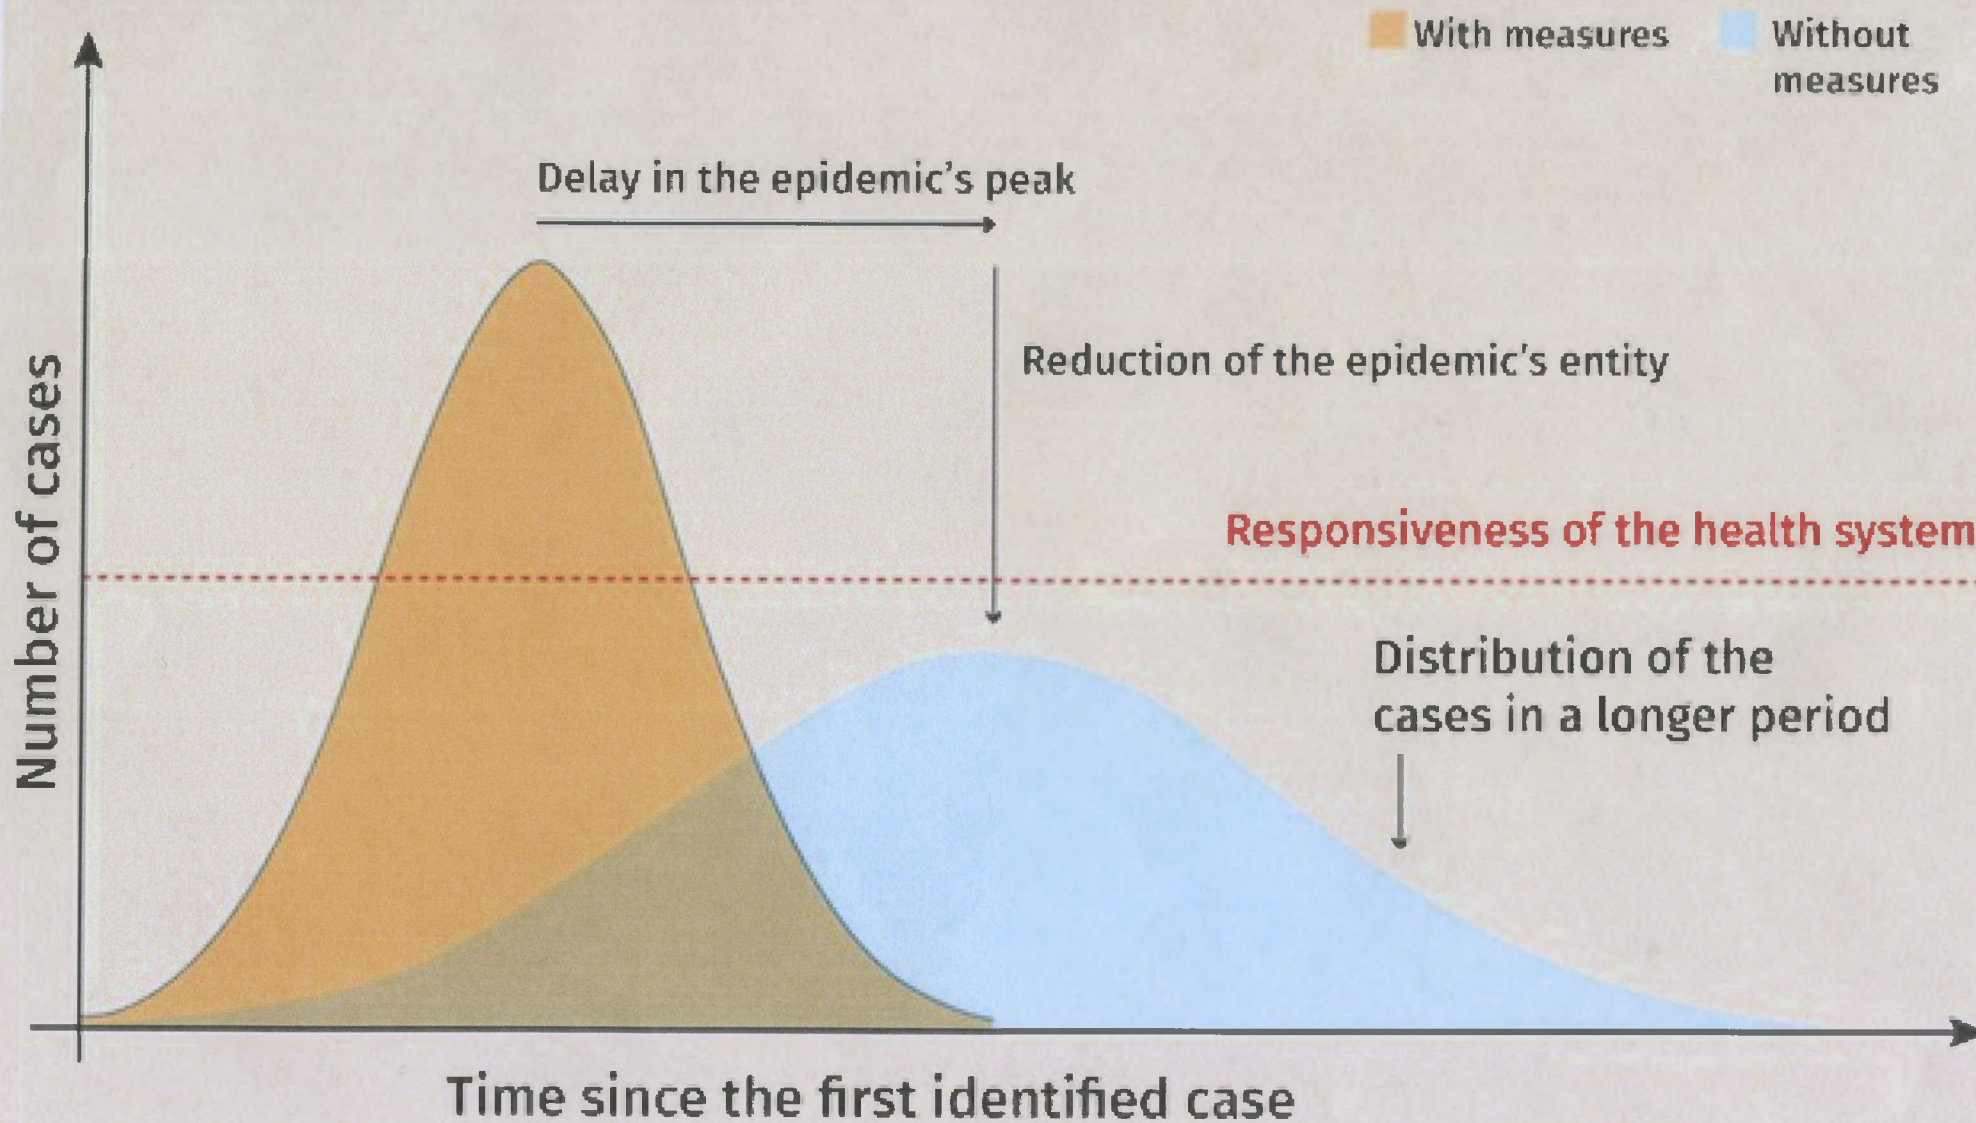 With measures
Without
measures
Delay in the epidemic's peak
Reduction of the epidemic's entity
Responsiveness of the health system
Distribution of the
cases in a longer period
Number of cases
Time since the first identified case